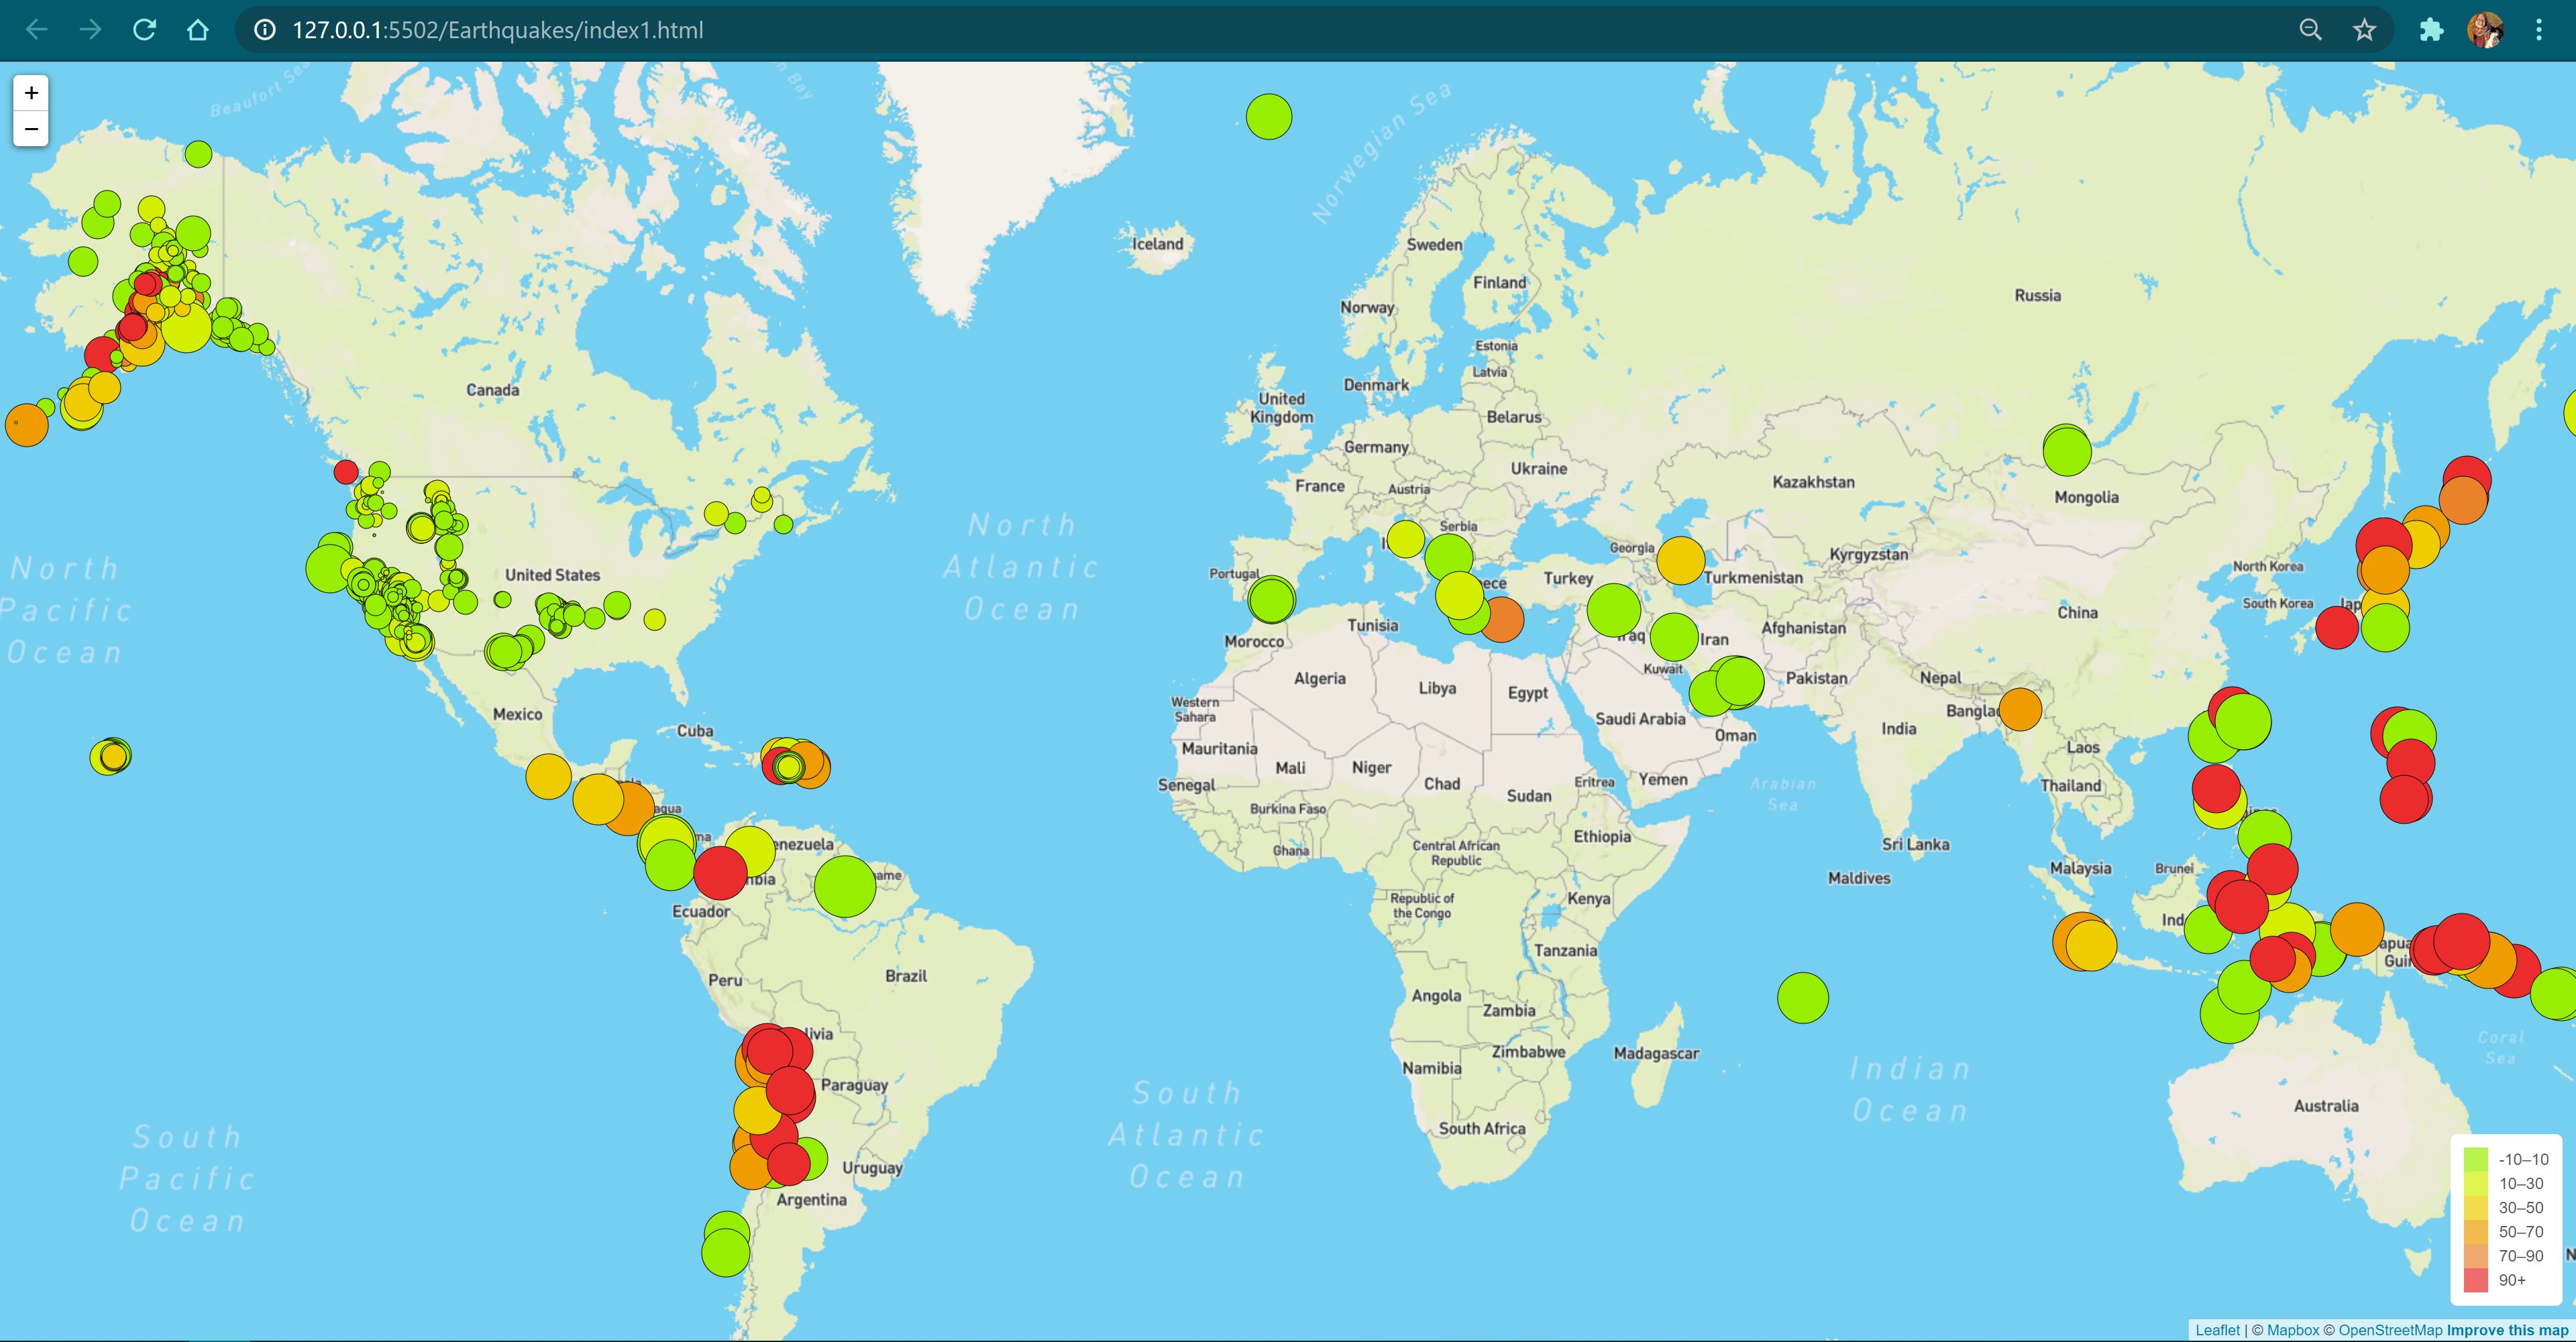 127.0.0.1:5502/Earthquakes/index1.html
+
−
Beaufort Sea
Norwegian Sea
Iceland
Sweden
Finland
Norway
Russia
Estonia
Latvia
Denmark
Canada
United
Kingdom
Belarus
Germany
Ukraine
France
Austria
Kazakhstan
Mongolia
North
Atlantic
Ocean
Serbia
Georgia
Kyrgyzstan
North
Pacific
Ocean
United States
Portugal
Turkey
Turkmenistan
North Korea
South Korea
China
Tunisia
Morocco
Afghanistan
Iran
Kuwait
Algeria
Libya
Egypt
Pakistan
Nepal
Western
Sahara
Mexico
Saudi Arabia
India
Cuba
Oman
Mauritania
Laos
Mali
Niger
Chad
Yemen
Eritrea
Senegal
Sudan
Thailand
Arabian
Sea
Burkina Faso
Ethiopia
Ghana
Central African
Republic
Sri Lanka
Malaysia
Brunei
Maldives
Republic of
the Congo
Kenya
Ecuador
Tanzania
Peru
Brazil
Angola
Zambia
Zimbabwe
Madagascar
Coral
Sea
Namibia
Paraguay
Indian
Ocean
South
Atlantic
Ocean
Australia
South Africa
South
Pacific
Ocean
Uruguay
Argentina
-10–10
10–30
30–50
50–70
70–90
90+
Leaflet | © Mapbox © OpenStreetMap Improve this map